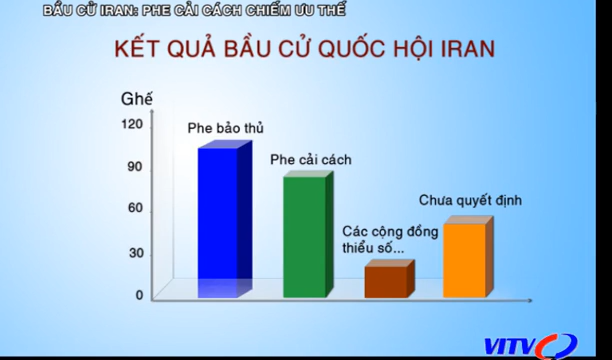 BẦU CỬ IRAN: PHE CẢI CÁCH CHIẾM ƯU THẾ
KẾT QUẢ BẦU CỬ QUỐC HỘI IRAN
Ghế
120
90
60
30
0
Phe bảo thủ
Phe cải cách
Các cộng đồng
thiểu số...
Chưa quyết định
VITV